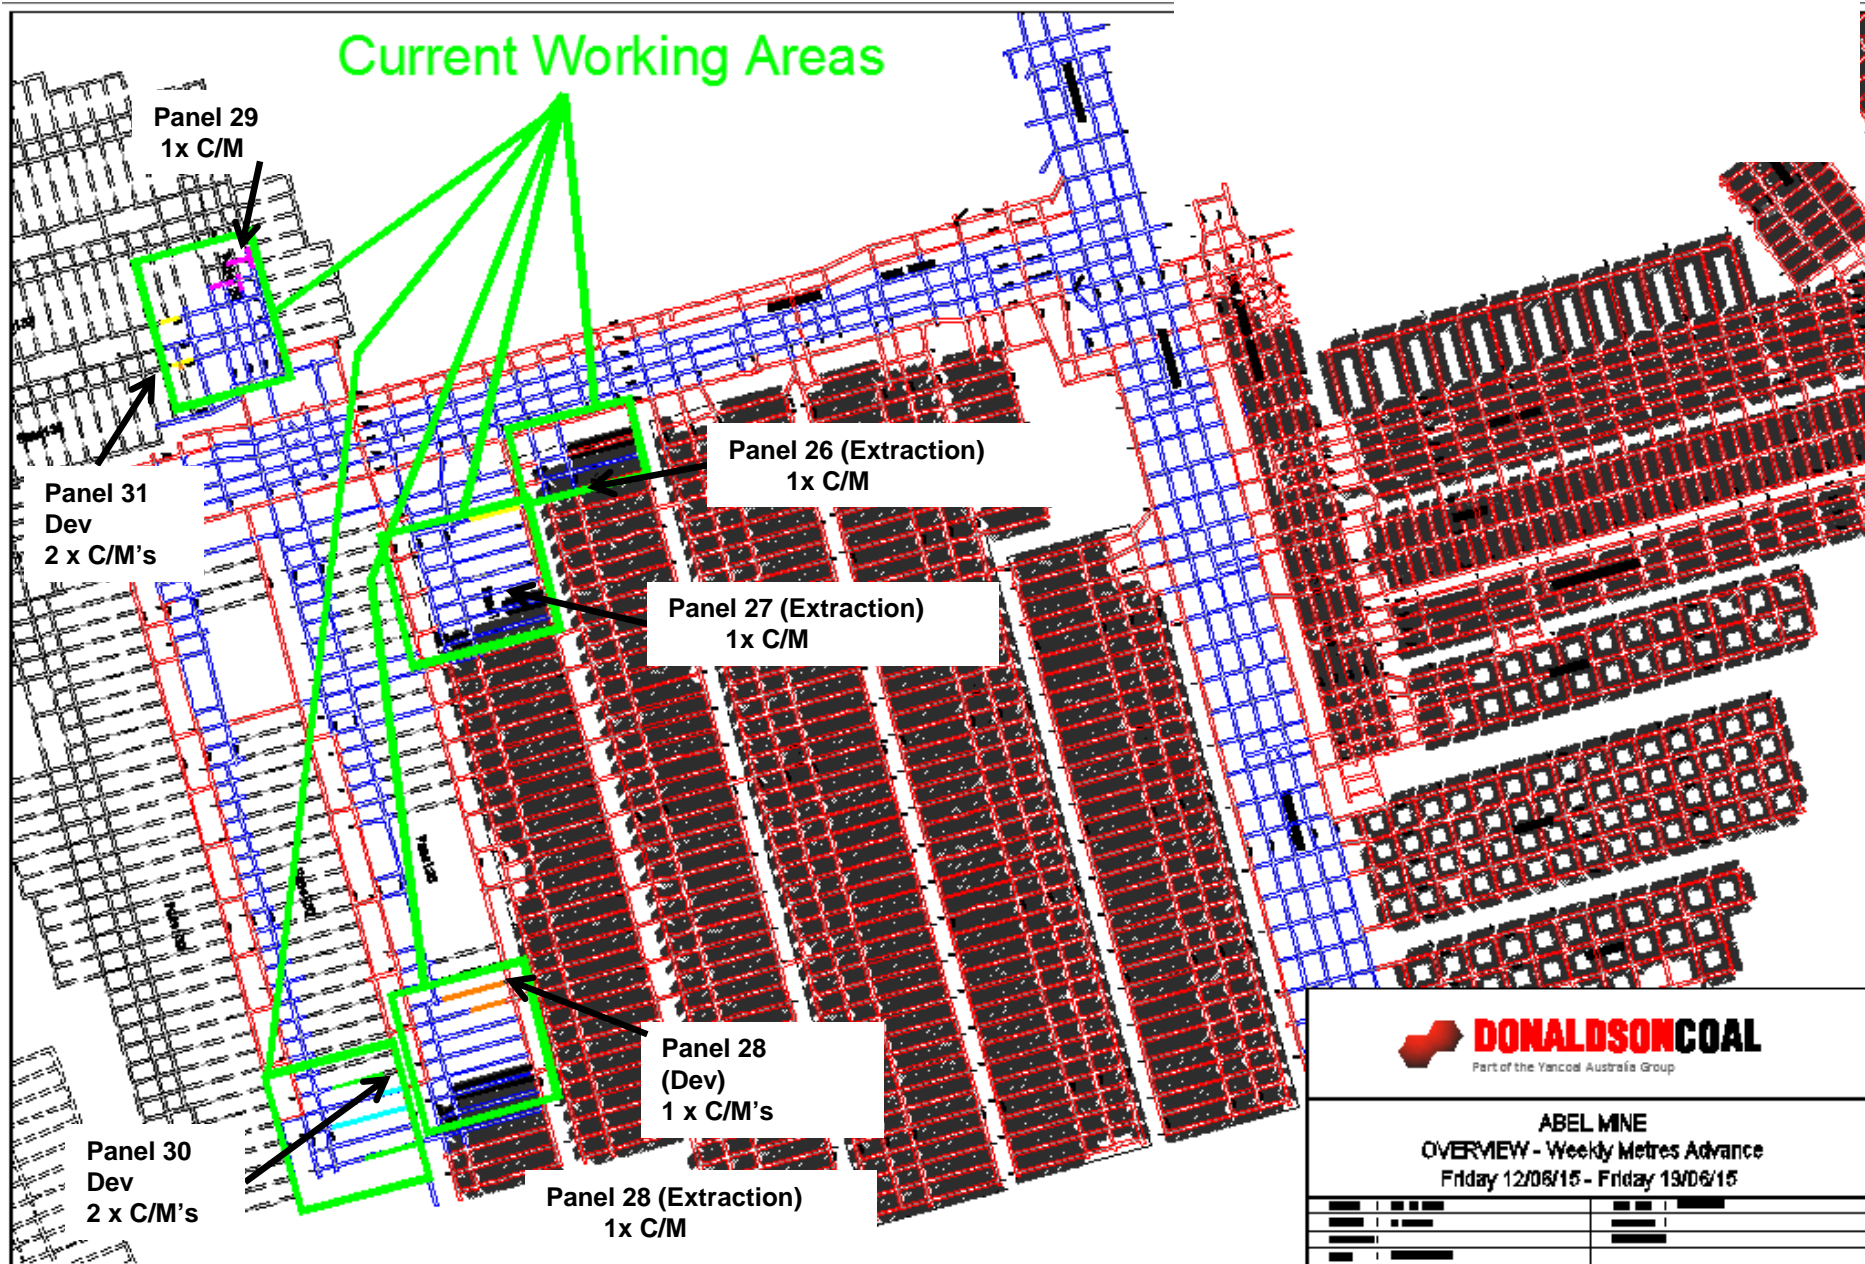 Current Working Areas
Panel 29
1x C/M
Panel 26 (Extraction)
1x C/M
Panel 31
Dev
2 x C/M's
Panel 27 (Extraction)
1x C/M
Panel 28
(Dev)
1 x C/M's
Panel 30
Dev
2 x C/M's
Panel 28 (Extraction)
1x C/M
DONALDSONCOAL
Part of the Yancoal Australia Group
ABEL MINE
OVERVIEW - Weekly Metres Advance
Friday 12/06/15 - Friday 19/06/15